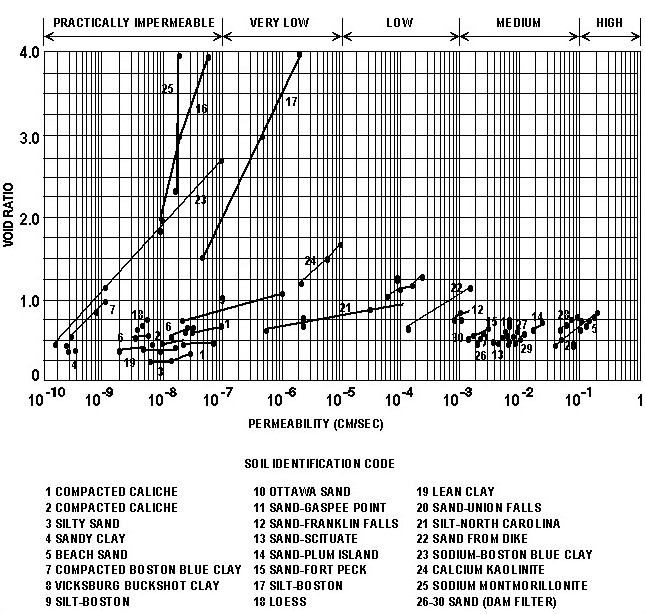 PRACTICALLY IMPERMEABLE VERY LOW LOW MEDIUM HIGH
4.0
3.0
2.0
1.0
0
VOID RATIO
25
16
17
23
24
22
7
21
18
6
1
12
14
28
15
27
5
30
6
2
4
19
3
1
26
13
29
20
10⁻¹⁰ 10⁻⁹ 10⁻⁸ 10⁻⁷ 10⁻⁶ 10⁻⁵ 10⁻⁴ 10⁻³ 10⁻² 10⁻¹ 1
PERMEABILITY (CM/SEC)
SOIL IDENTIFICATION CODE
1 COMPACTED CALICHE
2 COMPACTED CALICHE
3 SILTY SAND
4 SANDY CLAY
5 BEACH SAND
7 COMPACTED BOSTON BLUE CLAY
8 VICKSBURG BUCKSHOT CLAY
9 SILT-BOSTON
10 OTTAWA SAND
11 SAND-GASPEE POINT
12 SAND-FRANKLIN FALLS
13 SAND-SCITUATE
14 SAND-PLUM ISLAND
15 SAND-FORT PECK
17 SILT-BOSTON
18 LOESS
19 LEAN CLAY
20 SAND-UNION FALLS
21 SILT-NORTH CAROLINA
22 SAND FROM DIKE
23 SODIUM-BOSTON BLUE CLAY
24 CALCIUM KAOLINITE
25 SODIUM MONTMORILLONITE
26-30 SAND (DAM FILTER)